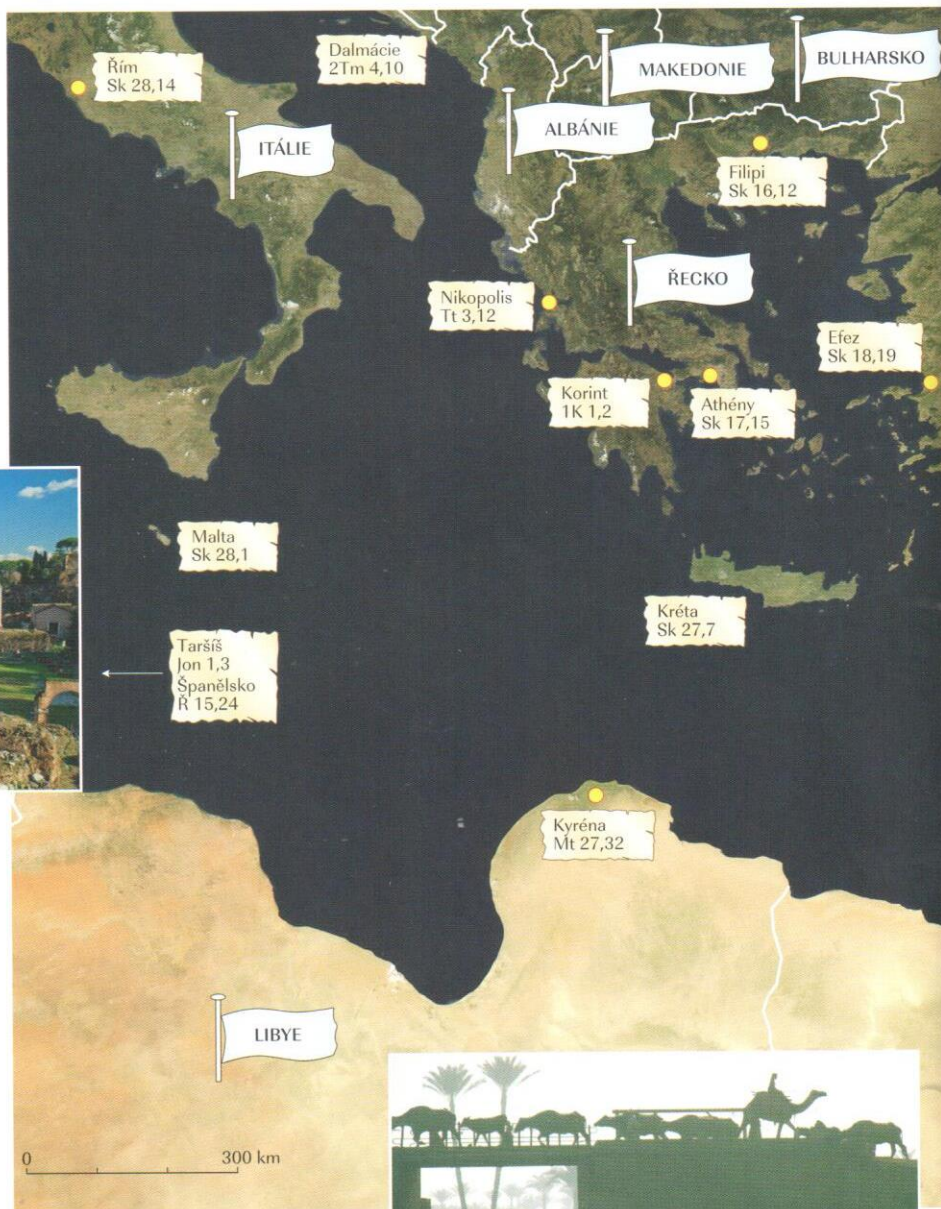 Řím
Sk 28,14
Dalmácie
2Tm 4,10
MAKEDONIE
BULHARSKO
ITÁLIE
ALBÁNIE
Filipi
Sk 16,12
Nikopolis
Tt 3,12
ŘECKO
Efez
Sk 18,19
Korint
1K 1,2
Athény
Sk 17,15
Malta
Sk 28,1
Kréta
Sk 27,7
Taršíš
Jon 1,3
Španělsko
Ř 15,24
Kyréna
Mt 27,32
LIBYE
0 300 km